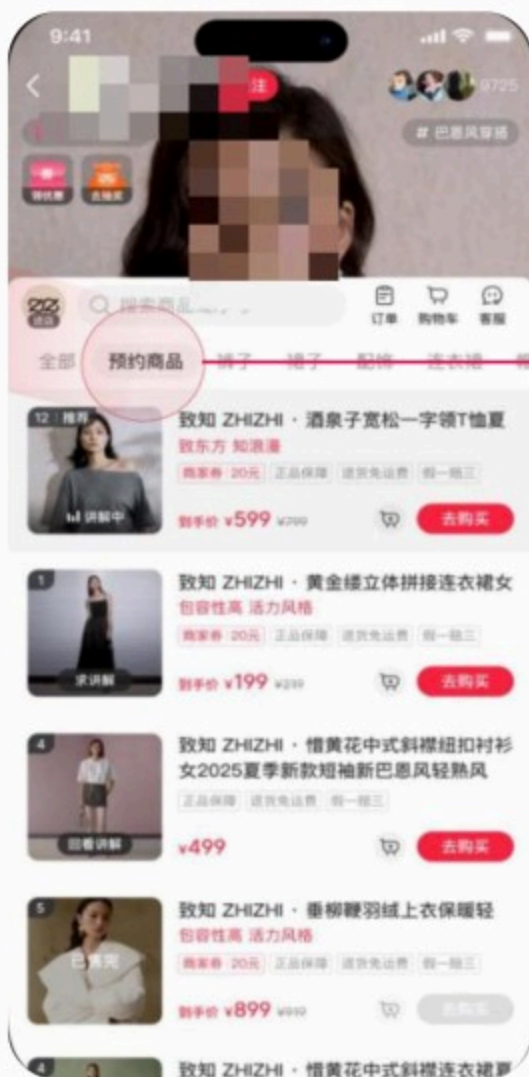 9:41
注
9725
# 巴恩风穿搭
领优惠
去抽奖
搜索商品
订单
购物车
客服
全部
预约商品
裤子
裙子
配饰
连衣裙
12
推荐
讲解中
致知 ZHIZHI · 酒泉子宽松一字领T恤夏
致东方 知浪漫
商家券 20元 正品保障 退货免运费 假一赔三
到手价 ¥599 ¥799
去购买
1
求讲解
致知 ZHIZHI · 黄金缕立体拼接连衣裙女
包容性高 活力风格
商家券 20元 正品保障 退货免运费 假一赔三
到手价 ¥199 ¥219
去购买
4
回看讲解
致知 ZHIZHI · 惜黄花中式斜襟纽扣衬衫
女2025夏季新款短袖新巴恩风轻熟风
正品保障 退货免运费 假一赔三
¥499
去购买
5
已售完
致知 ZHIZHI · 垂柳鞭羽绒上衣保暖轻
包容性高 活力风格
商家券 20元 正品保障 退货免运费 假一赔三
到手价 ¥899 ¥919
去购买
4
致知 ZHIZHI · 惜黄花中式斜襟连衣裙夏